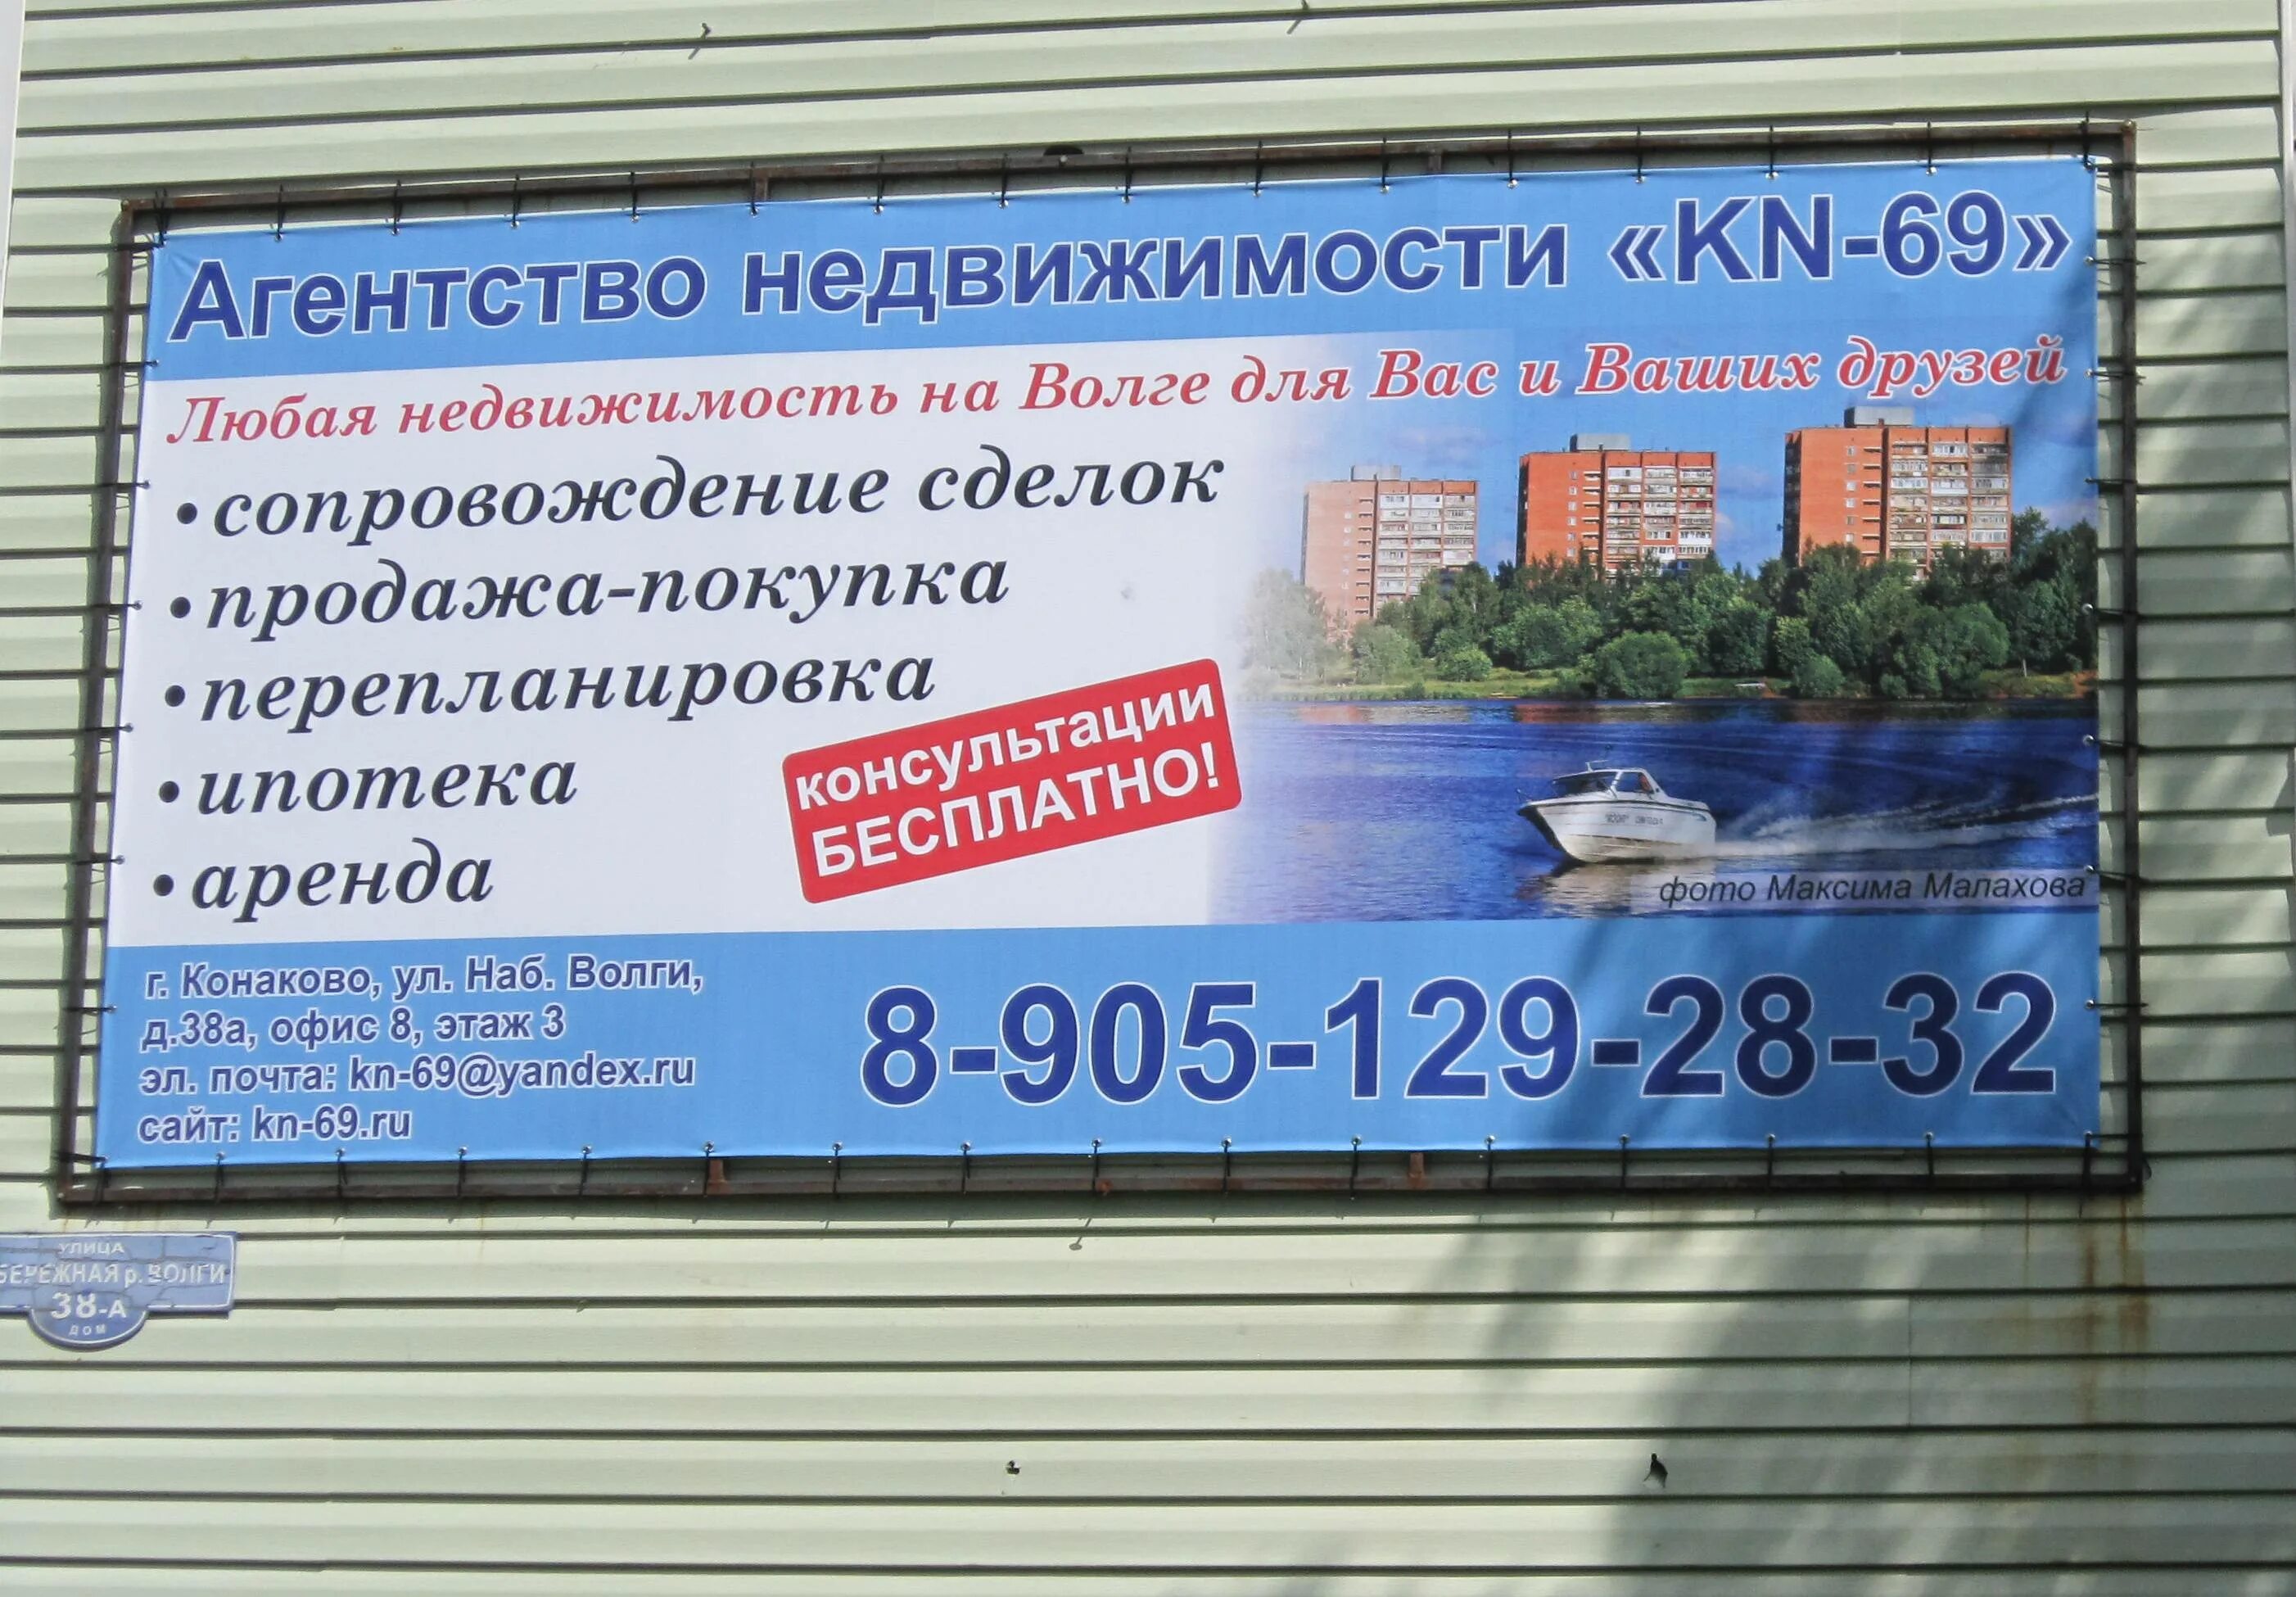 Агентство недвижимости «KN-69»
Любая недвижимость на Волге для Вас и Ваших друзей
•сопровождение сделок
•продажа-покупка
•перепланировка
•ипотека
•аренда
консультации
БЕСПЛАТНО!
фото Максима Малахова
г. Конаково, ул. Наб. Волги,
д.38а, офис 8, этаж 3
эл. почта: kn-69@yandex.ru
сайт: kn-69.ru
8-905-129-28-32
УЛИЦА
БЕРЕЖНАЯ р. ВОЛГИ
38-А
ДОМ